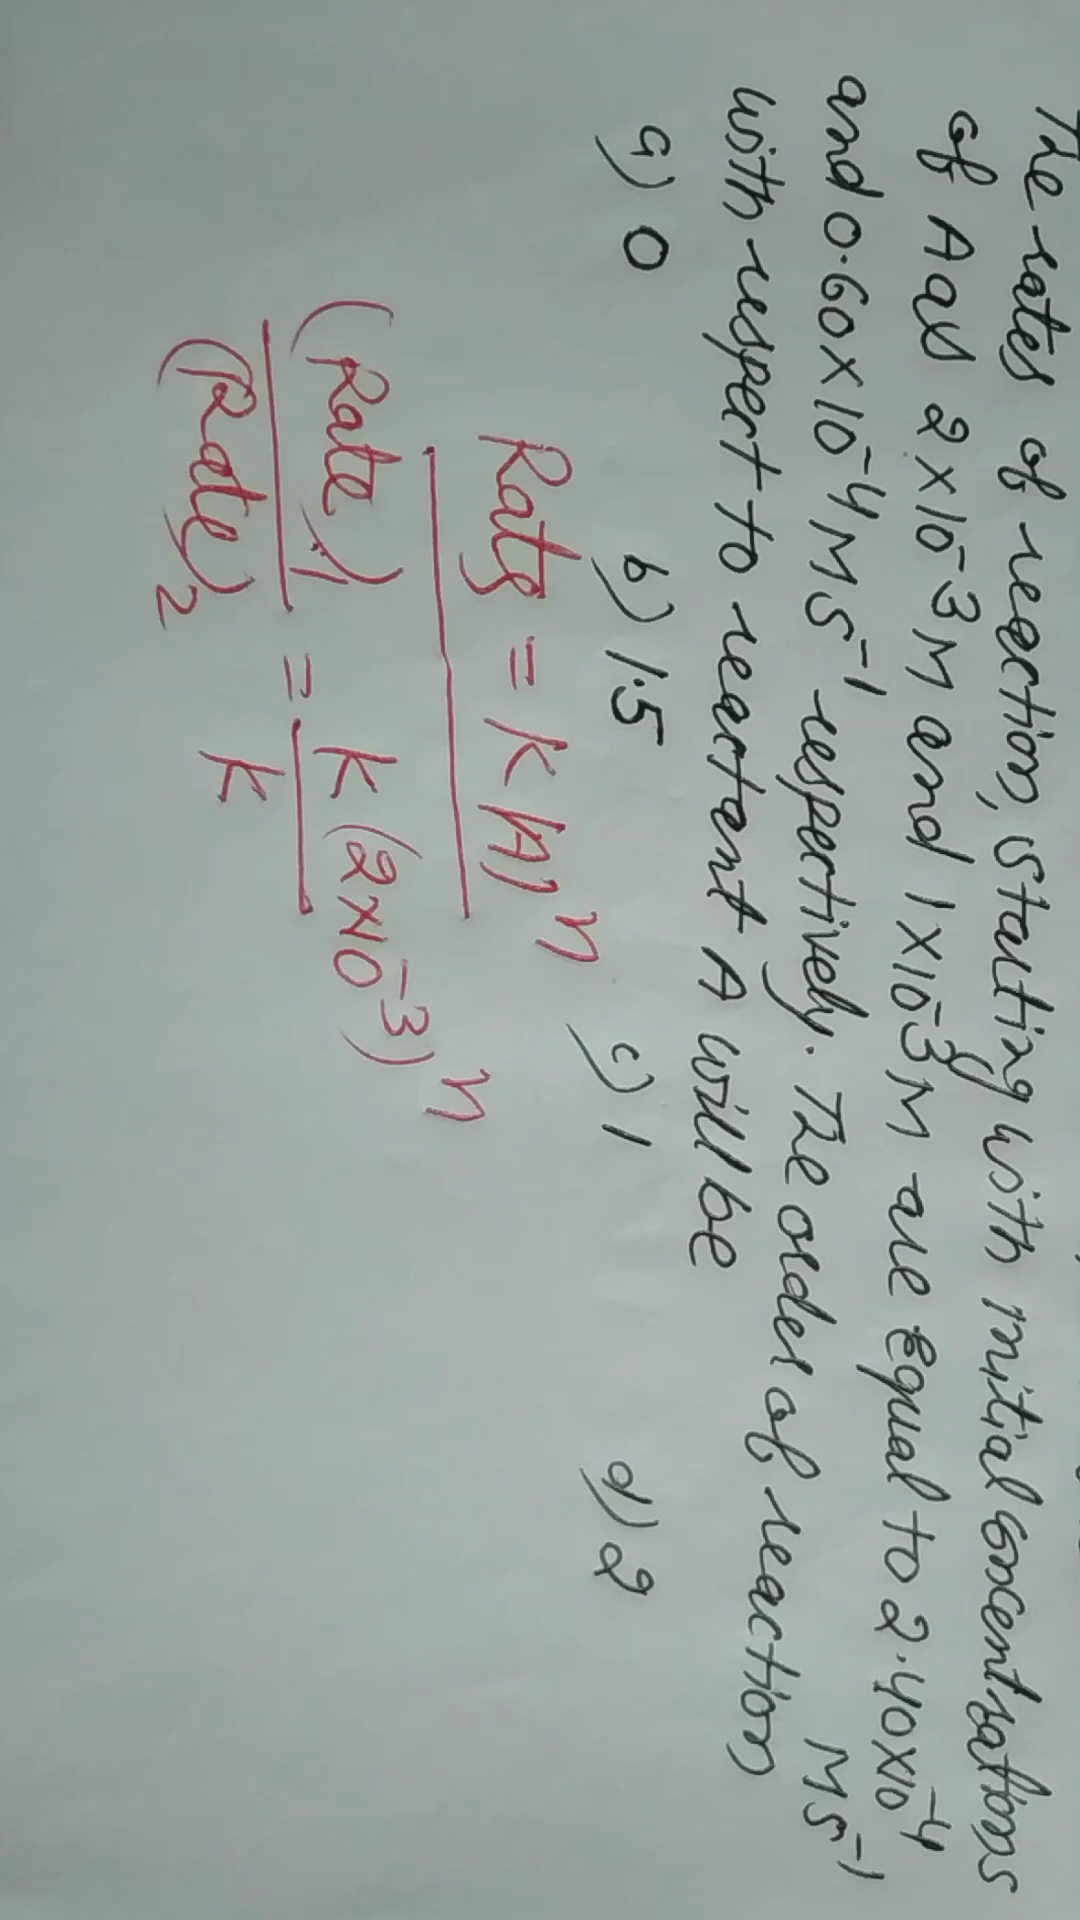 The rates of reaction, starting with initial concentrations
of A as 2×10⁻³M and 1×10⁻³M are equal to 2.40×10⁻⁴
MS⁻¹
and 0.60×10⁻⁴MS⁻¹ respectively. The order of reaction
with respect to reactant A will be
a) 0 b) 1.5 c) 1 d) 2
Rate = K(A)ⁿ
(Rate)₁ / (Rate)₂ = K(2×10⁻³)ⁿ / K